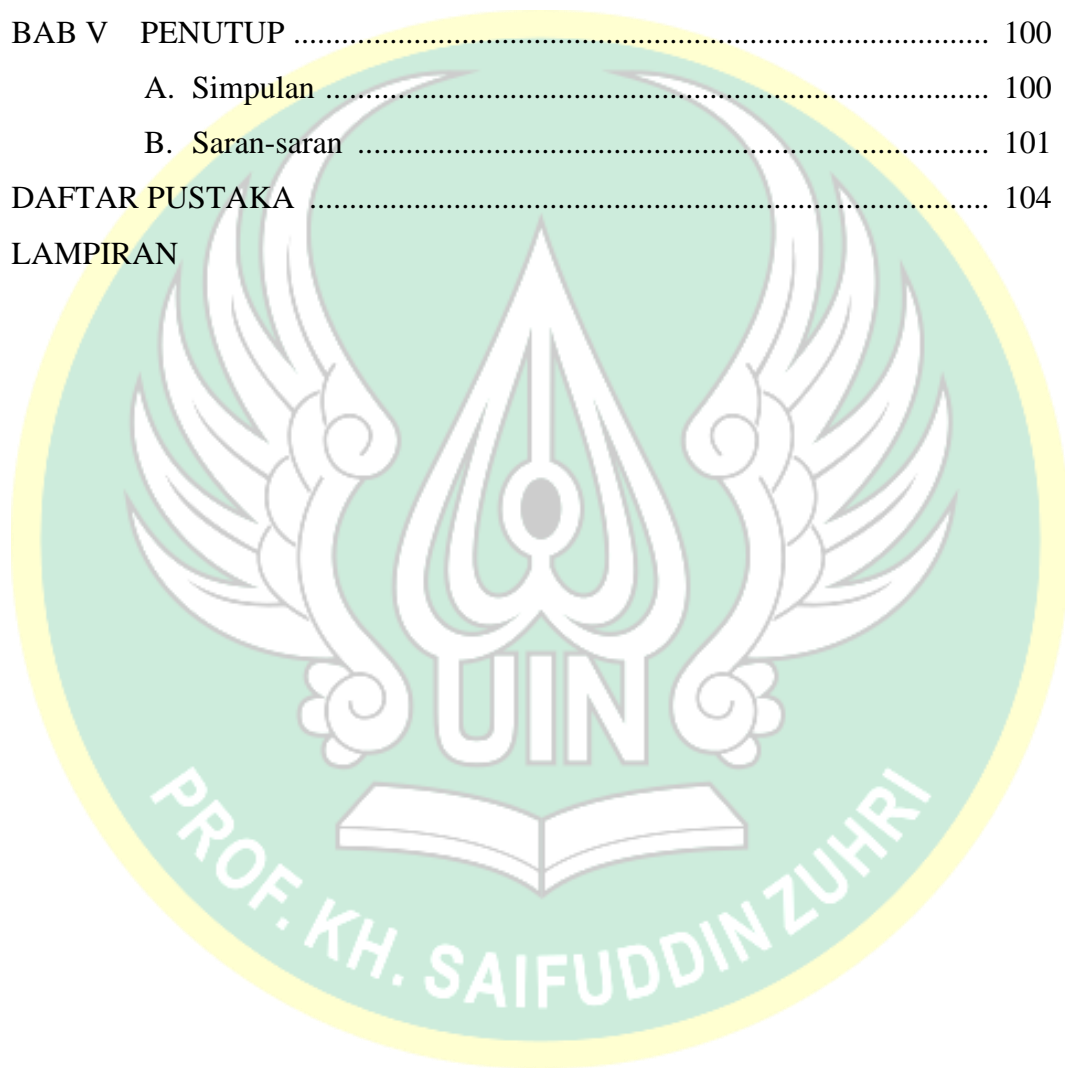 BAB V PENUTUP ........................................................................................ 100
A. Simpulan .................................................................................... 100
B. Saran-saran ................................................................................ 101
DAFTAR PUSTAKA ...................................................................................... 104
LAMPIRAN
UIN
PROF. KH. SAIFUDDIN ZUHRI